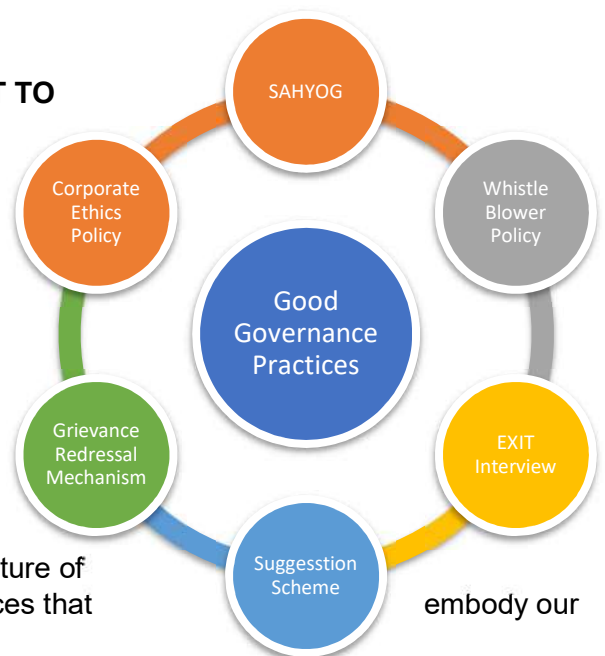 T TO
SAHYOG
Whistle
Blower
Policy
EXIT
Interview
Suggesstion
Scheme
Grievance
Redressal
Mechanism
Corporate
Ethics
Policy
Good
Governance
Practices
ture of
ces that
embody our